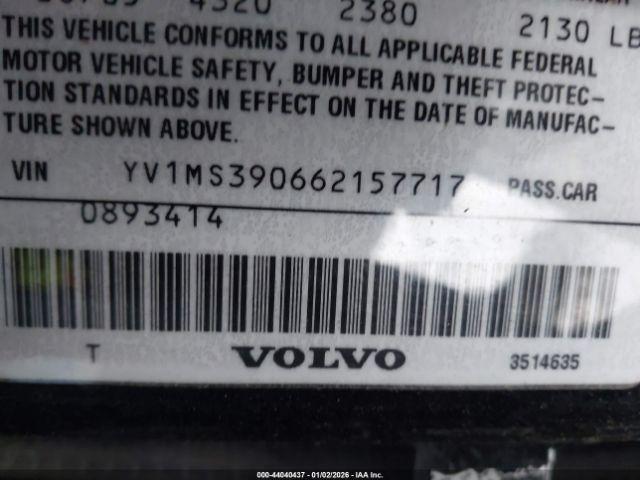 4320 2380 2130 LB
THIS VEHICLE CONFORMS TO ALL APPLICABLE FEDERAL
MOTOR VEHICLE SAFETY, BUMPER AND THEFT PROTEC-
TION STANDARDS IN EFFECT ON THE DATE OF MANUFAC-
TURE SHOWN ABOVE.
VIN YV1MS390662157717 PASS.CAR
0893414
T VOLVO 3514635
000-44040437 - 01/02/2026 - IAA Inc.